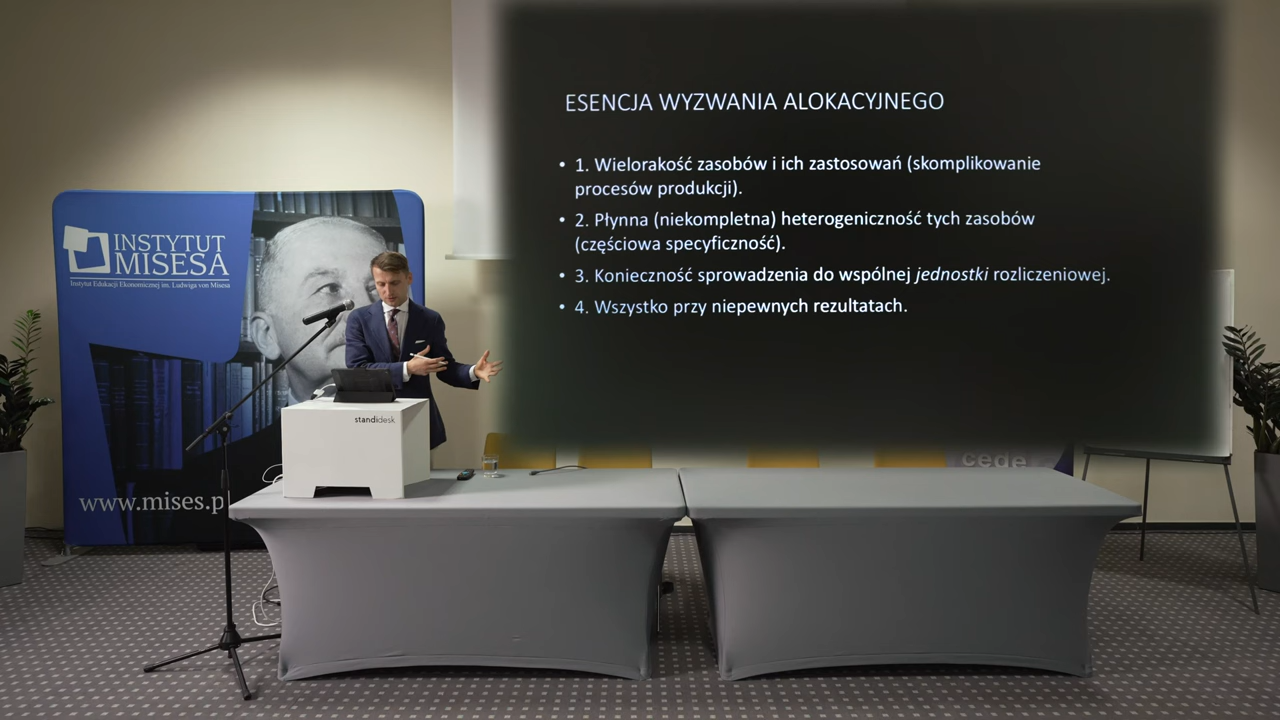 ESENCJA WYZWANIA ALOKACYJNEGO
• 1. Wielorakość zasobów i ich zastosowań (skomplikowanie
procesów produkcji).
• 2. Płynna (niekompletna) heterogeniczność tych zasobów
(częściowa specyficzność).
• 3. Konieczność sprowadzenia do wspólnej jednostki rozliczeniowej.
• 4. Wszystko przy niepewnych rezultatach.
INSTYTUT
MISESA
Instytut Edukacji Ekonomicznej im. Ludwiga von Misesa
standidesk
www.mises.p
cede